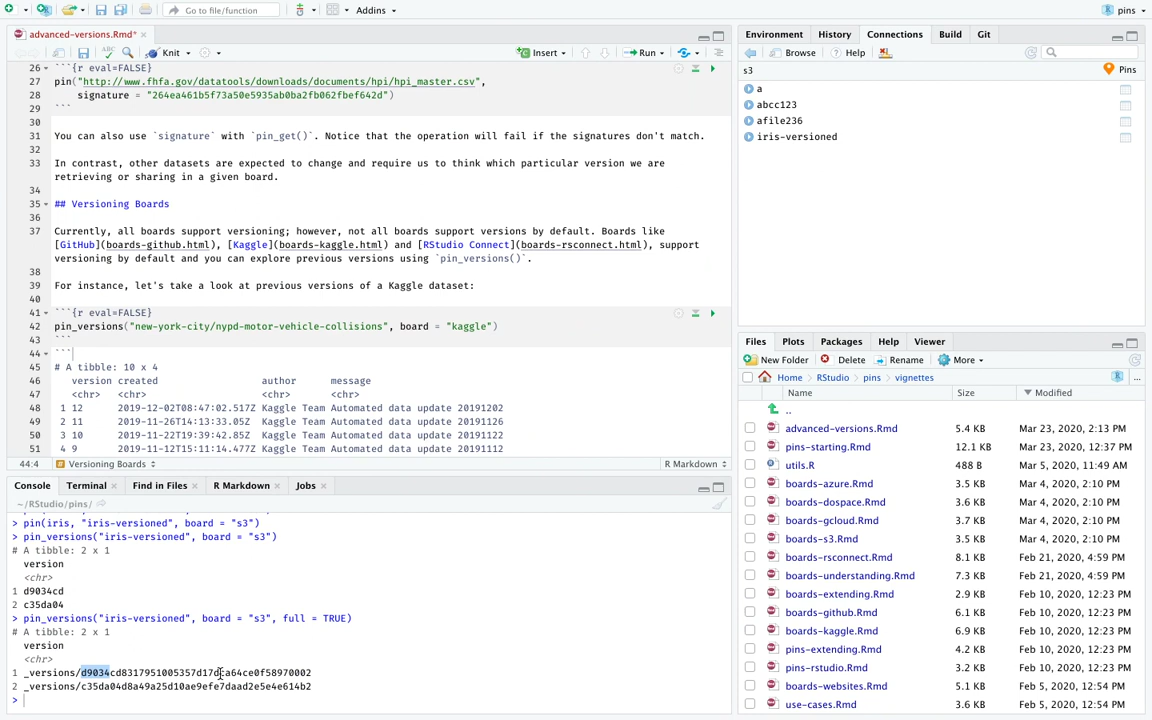 Go to file/function
Addins
pins
advanced-versions.Rmd*
Knit
Insert
Run
26 ```{r eval=FALSE}
27 pin("http://www.fhfa.gov/datatools/downloads/documents/hpi/hpi_master.csv",
28 signature = "264ea461b5f73a50e5935ab0ba2fb062fbef642d")
29 ```
30
31 You can also use `signature` with `pin_get()`. Notice that the operation will fail if the signatures don't match.
32
33 In contrast, other datasets are expected to change and require us to think which particular version we are
retrieving or sharing in a given board.
34
35 ## Versioning Boards
36
37 Currently, all boards support versioning; however, not all boards support versions by default. Boards like
[GitHub](boards-github.html), [Kaggle](boards-kaggle.html) and [RStudio Connect](boards-rsconnect.html), support
versioning by default and you can explore previous versions using `pin_versions()`.
38
39 For instance, let's take a look at previous versions of a Kaggle dataset:
40
41 ```{r eval=FALSE}
42 pin_versions("new-york-city/nypd-motor-vehicle-collisions", board = "kaggle")
43 ```
44 ```
45 # A tibble: 10 x 4
46 version created author message
47 <chr> <chr> <chr> <chr>
48 1 12 2019-12-02T08:47:02.517Z Kaggle Team Automated data update 20191202
49 2 11 2019-11-26T14:13:33.05Z Kaggle Team Automated data update 20191126
50 3 10 2019-11-22T19:39:42.85Z Kaggle Team Automated data update 20191122
51 4 9 2019-11-12T15:11:14.477Z Kaggle Team Automated data update 20191112
44:4 Versioning Boards R Markdown
Console Terminal Find in Files R Markdown Jobs
~/RStudio/pins/
> pin(iris, "iris-versioned", board = "s3")
> pin_versions("iris-versioned", board = "s3")
# A tibble: 2 x 1
version
<chr>
1 d9034cd
2 c35da04
> pin_versions("iris-versioned", board = "s3", full = TRUE)
# A tibble: 2 x 1
version
<chr>
1 _versions/d9034cd8317951005357d17dca64ce0f58970002
2 _versions/c35da04d8a49a25d10ae9efe7daad2e5e4e614b2
>
Environment History Connections Build Git
Browse Help
s3 Pins
a
abcc123
afile236
iris-versioned
Files Plots Packages Help Viewer
New Folder Delete Rename More
Home RStudio pins vignettes ...
Name Size Modified
..
advanced-versions.Rmd 5.4 KB Mar 23, 2020, 2:13 PM
pins-starting.Rmd 12.1 KB Mar 23, 2020, 12:37 PM
utils.R 488 B Mar 5, 2020, 11:49 AM
boards-azure.Rmd 3.5 KB Mar 4, 2020, 2:10 PM
boards-dospace.Rmd 3.6 KB Mar 4, 2020, 2:10 PM
boards-gcloud.Rmd 3.7 KB Mar 4, 2020, 2:10 PM
boards-s3.Rmd 3.5 KB Mar 4, 2020, 2:10 PM
boards-rsconnect.Rmd 8.1 KB Feb 21, 2020, 4:59 PM
boards-understanding.Rmd 7.3 KB Feb 21, 2020, 4:59 PM
boards-extending.Rmd 2.9 KB Feb 10, 2020, 12:23 PM
boards-github.Rmd 6.1 KB Feb 10, 2020, 12:23 PM
boards-kaggle.Rmd 6.9 KB Feb 10, 2020, 12:23 PM
pins-extending.Rmd 4.2 KB Feb 10, 2020, 12:23 PM
pins-rstudio.Rmd 3.2 KB Feb 10, 2020, 12:23 PM
boards-websites.Rmd 5.1 KB Feb 5, 2020, 12:54 PM
use-cases.Rmd 3.6 KB Feb 5, 2020, 12:54 PM